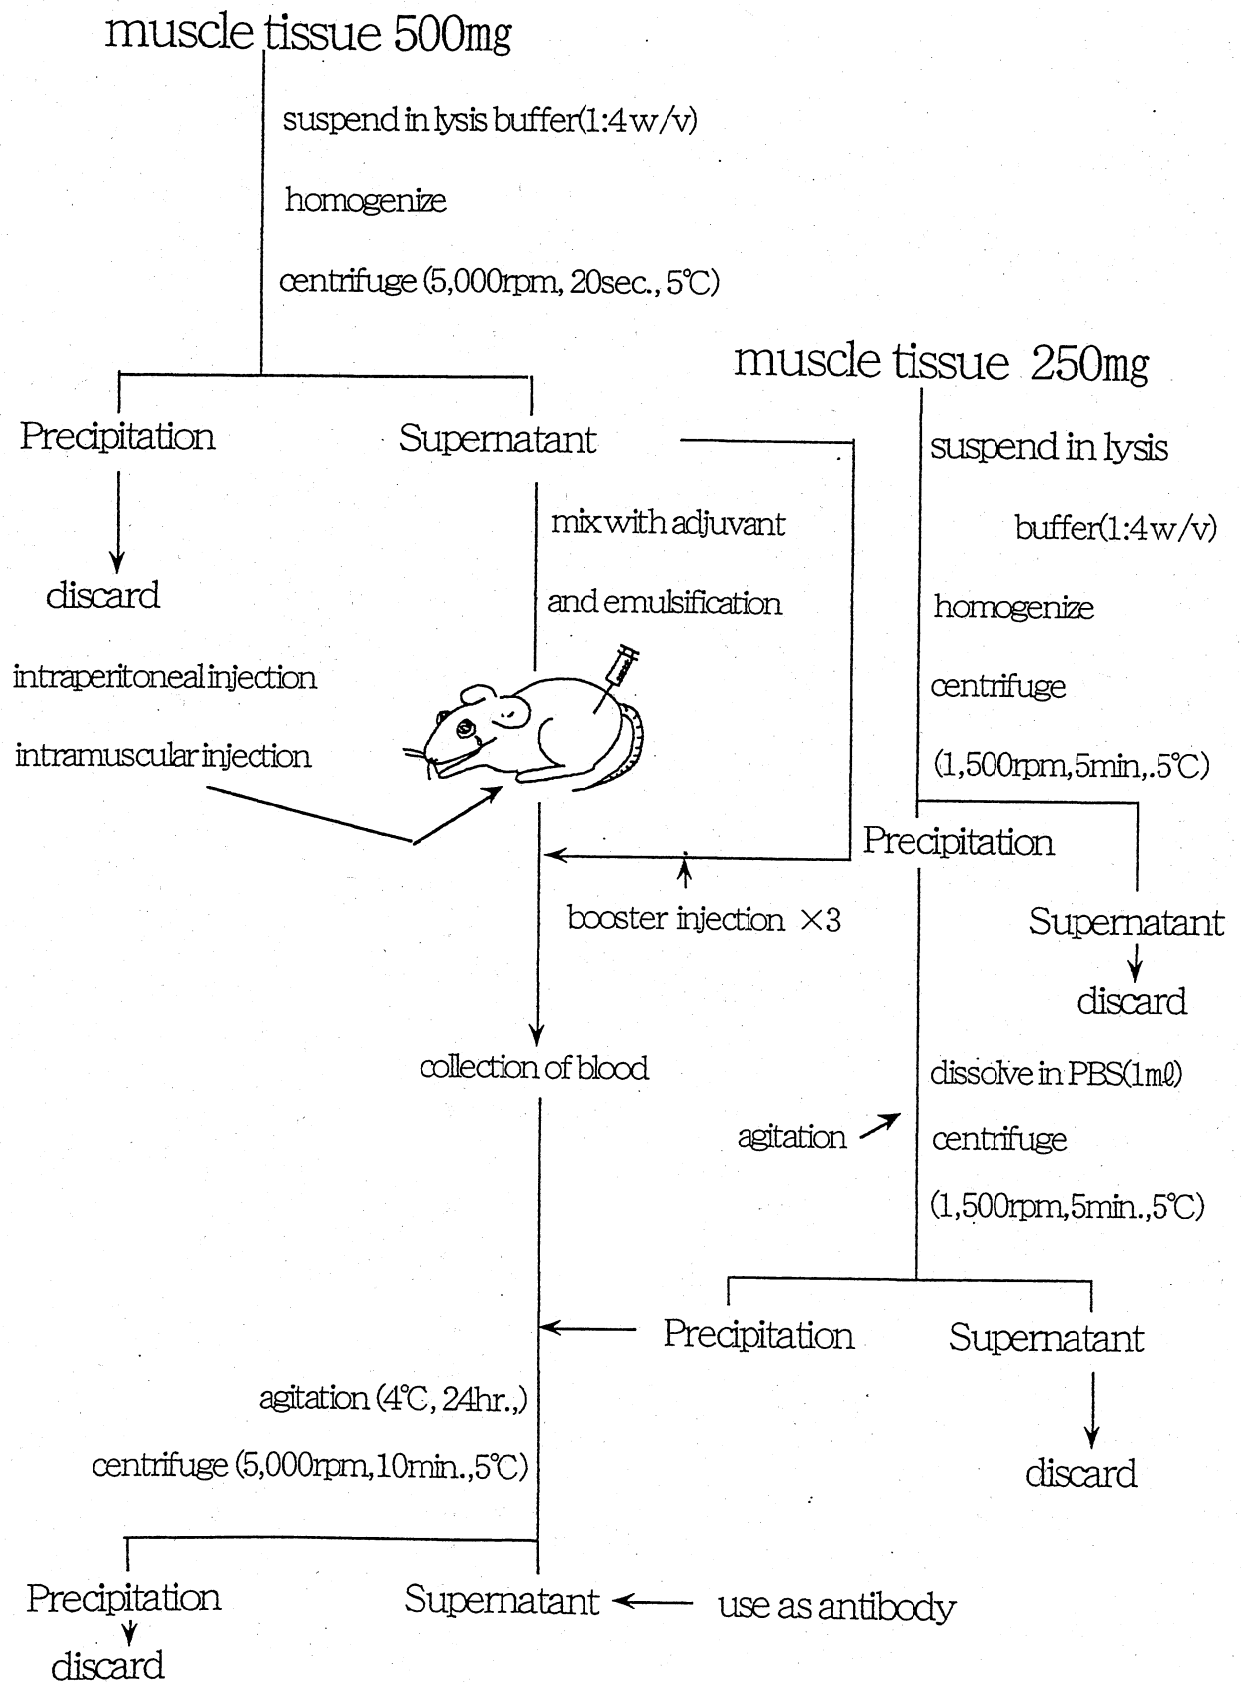 muscle tissue 500mg
suspend in lysis buffer(1:4 w/v)
homogenize
centrifuge (5,000rpm, 20sec., 5℃)
Precipitation
Supernatant
discard
mix with adjuvant
and emulsification
intraperitoneal injection
intramuscular injection
booster injection ×3
collection of blood
muscle tissue 250mg
suspend in lysis
buffer(1:4 w/v)
homogenize
centrifuge
(1,500rpm,5min,.5℃)
Precipitation
Supernatant
discard
dissolve in PBS(1mℓ)
agitation
centrifuge
(1,500rpm,5min.,5℃)
Precipitation
Supernatant
discard
agitation (4℃, 24hr.,)
centrifuge (5,000rpm,10min.,5℃)
Precipitation
Supernatant
use as antibody
discard